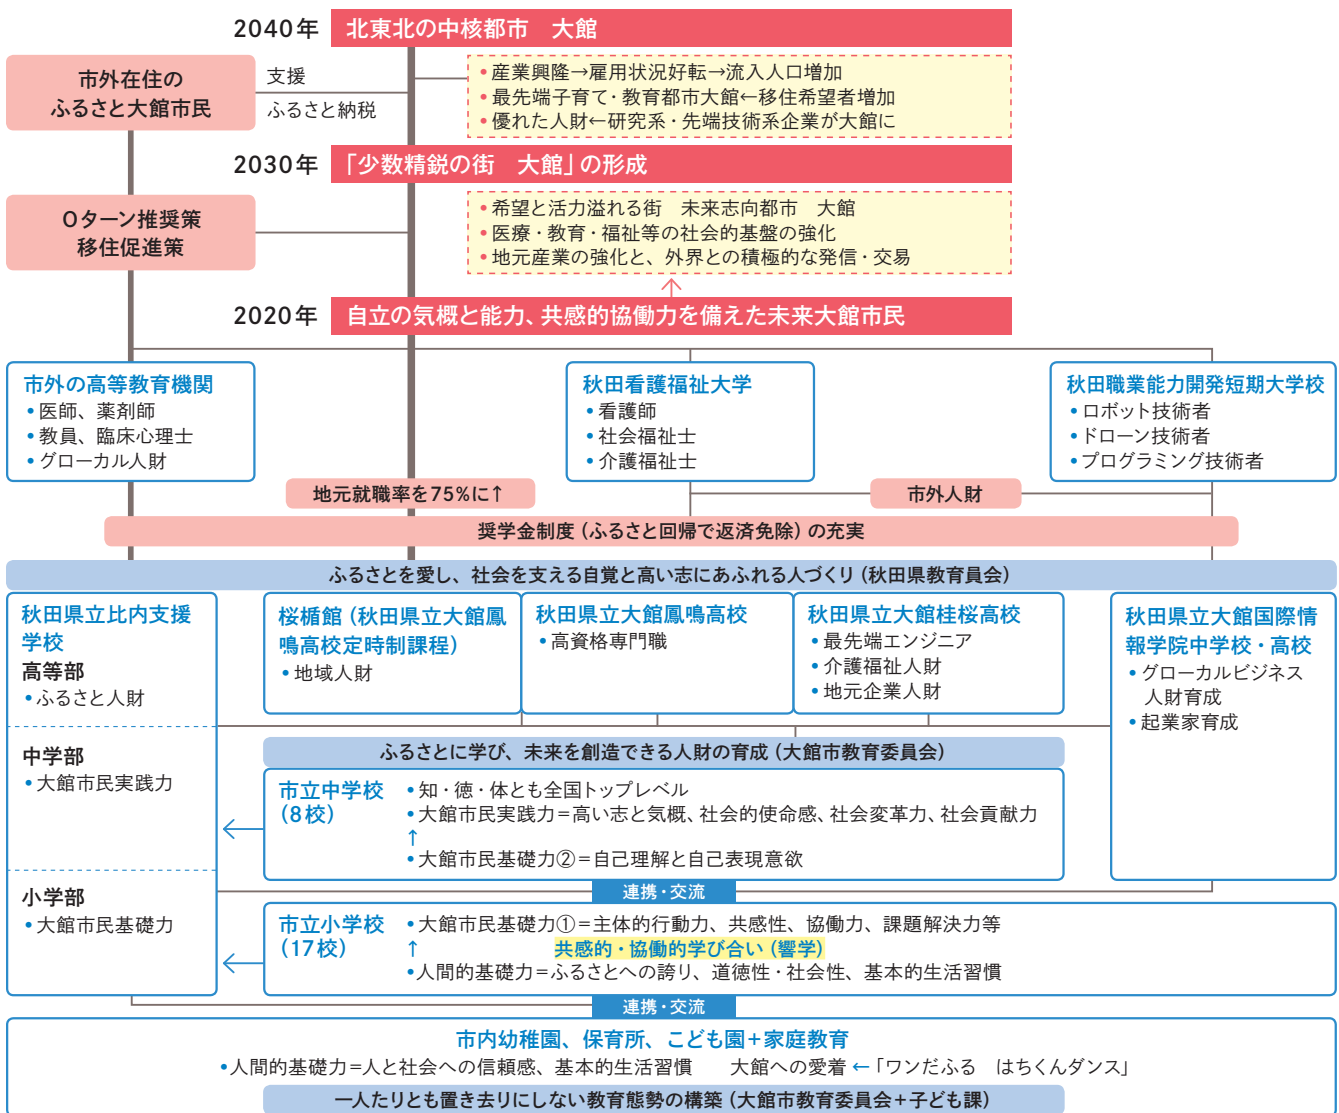 2040年 北東北の中核都市　大館
市外在住の
ふるさと大館市民
支援
ふるさと納税
•産業興隆→雇用状況好転→流入人口増加
•最先端子育て・教育都市大館←移住希望者増加
•優れた人財←研究系・先端技術系企業が大館に
2030年 「少数精鋭の街　大館」の形成
Oターン推奨策
移住促進策
•希望と活力溢れる街　未来志向都市　大館
•医療・教育・福祉等の社会的基盤の強化
•地元産業の強化と、外界との積極的な発信・交易
↑
2020年 自立の気概と能力、共感的協働力を備えた未来大館市民
市外の高等教育機関
•医師、薬剤師
•教員、臨床心理士
•グローカル人財
秋田看護福祉大学
•看護師
•社会福祉士
•介護福祉士
秋田職業能力開発短期大学校
•ロボット技術者
•ドローン技術者
•プログラミング技術者
地元就職率を75%に↑
市外人財
奨学金制度（ふるさと回帰で返済免除）の充実
ふるさとを愛し、社会を支える自覚と高い志にあふれる人づくり（秋田県教育員会）
秋田県立比内支援
学校
高等部
•ふるさと人財
中学部
•大館市民実践力
小学部
•大館市民基礎力
桜楯館（秋田県立大館鳳
鳴高校定時制課程）
•地域人財
秋田県立大館鳳鳴高校
•高資格専門職
秋田県立大館桂桜高校
•最先端エンジニア
•介護福祉人財
•地元企業人財
秋田県立大館国際情
報学院中学校・高校
•グローカルビジネス
人財育成
•起業家育成
ふるさとに学び、未来を創造できる人財の育成（大館市教育委員会）
市立中学校
（8校）
•知・徳・体とも全国トップレベル
•大館市民実践力＝高い志と気概、社会的使命感、社会変革力、社会貢献力
↑
•大館市民基礎力②＝自己理解と自己表現意欲
連携・交流
市立小学校
（17校）
•大館市民基礎力①＝主体的行動力、共感性、協働力、課題解決力等
↑ 共感的・協働的学び合い（響学）
•人間的基礎力＝ふるさとへの誇り、道徳性・社会性、基本的生活習慣
連携・交流
市内幼稚園、保育所、こども園＋家庭教育
•人間的基礎力＝人と社会への信頼感、基本的生活習慣　大館への愛着←「ワンだふる　はちくんダンス」
一人たりとも置き去りにしない教育態勢の構築（大館市教育委員会＋子ども課）